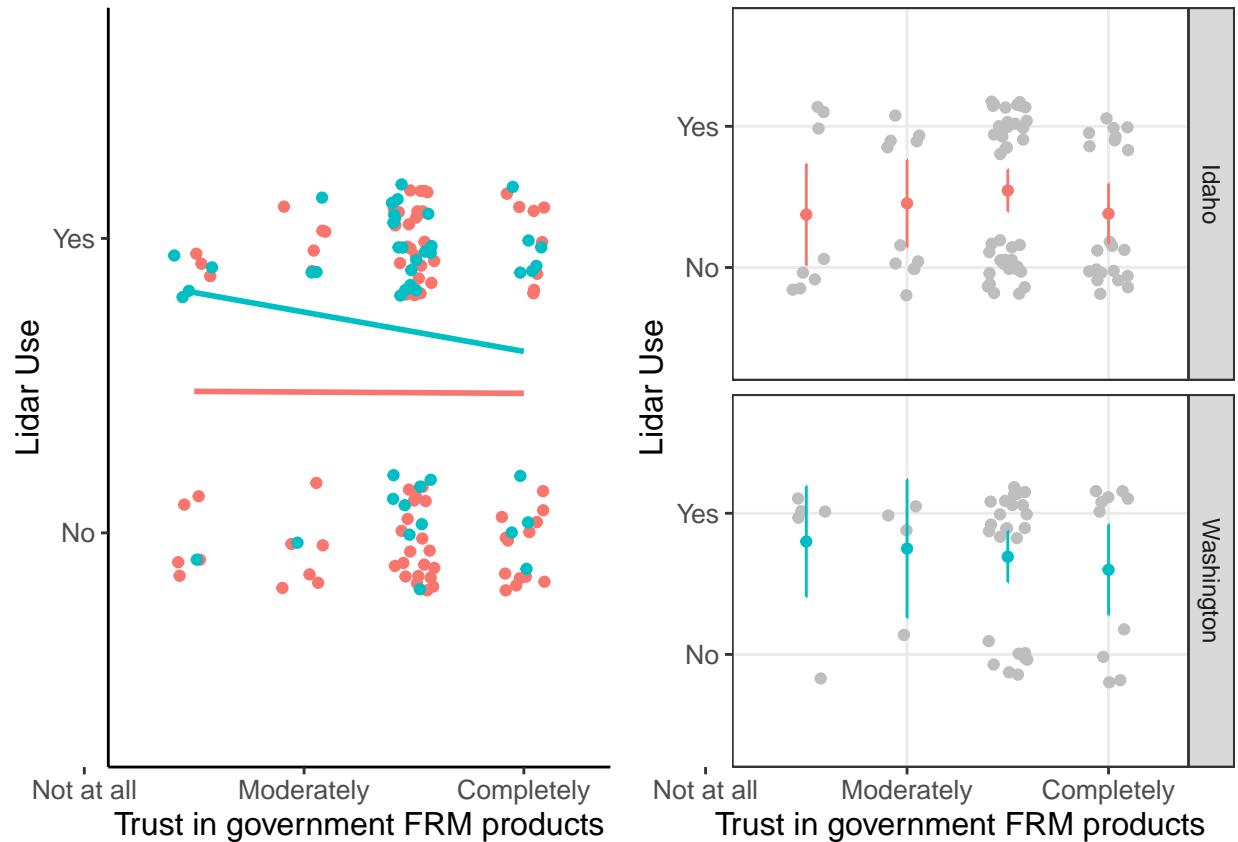 Lidar Use
Yes
No
Not at all
Moderately
Completely
Trust in government FRM products
Lidar Use
Yes
No
Idaho
Yes
No
Washington
Not at all
Moderately
Completely
Trust in government FRM products